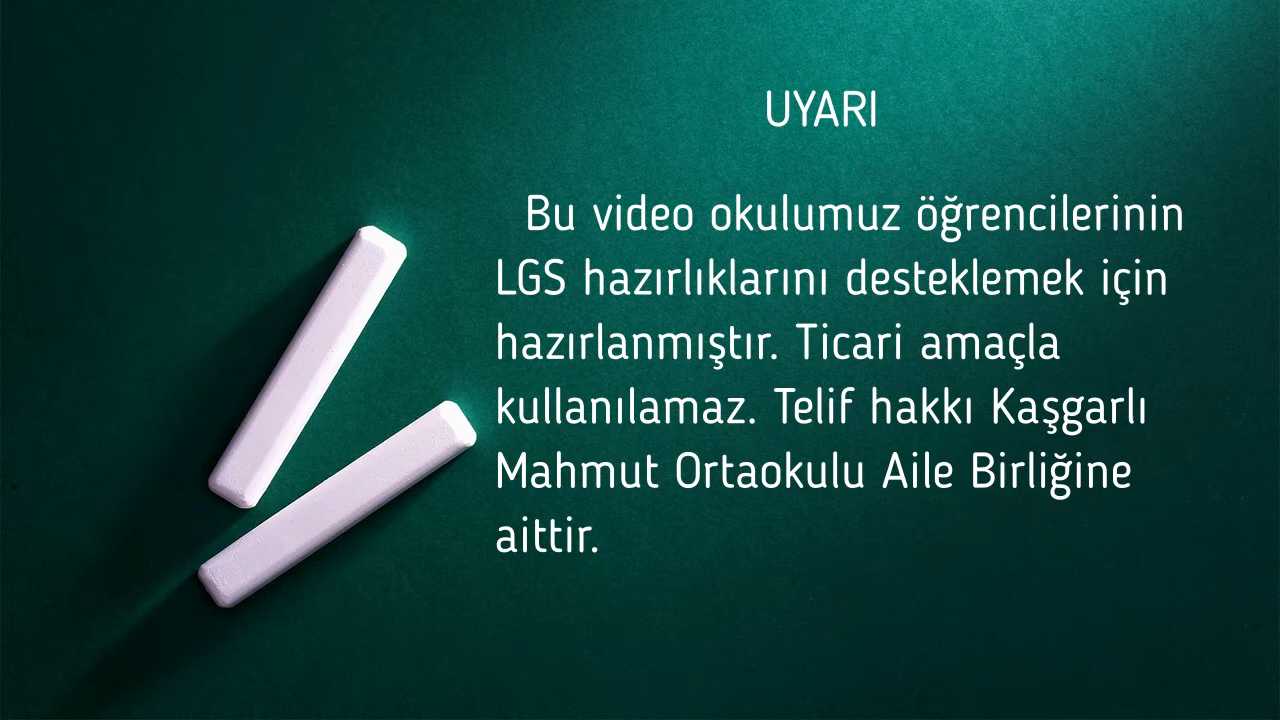 UYARI
Bu video okulumuz öğrencilerinin
LGS hazırlıklarını desteklemek için
hazırlanmıştır. Ticari amaçla
kullanılamaz. Telif hakkı Kaşgarlı
Mahmut Ortaokulu Aile Birliğine
aittir.